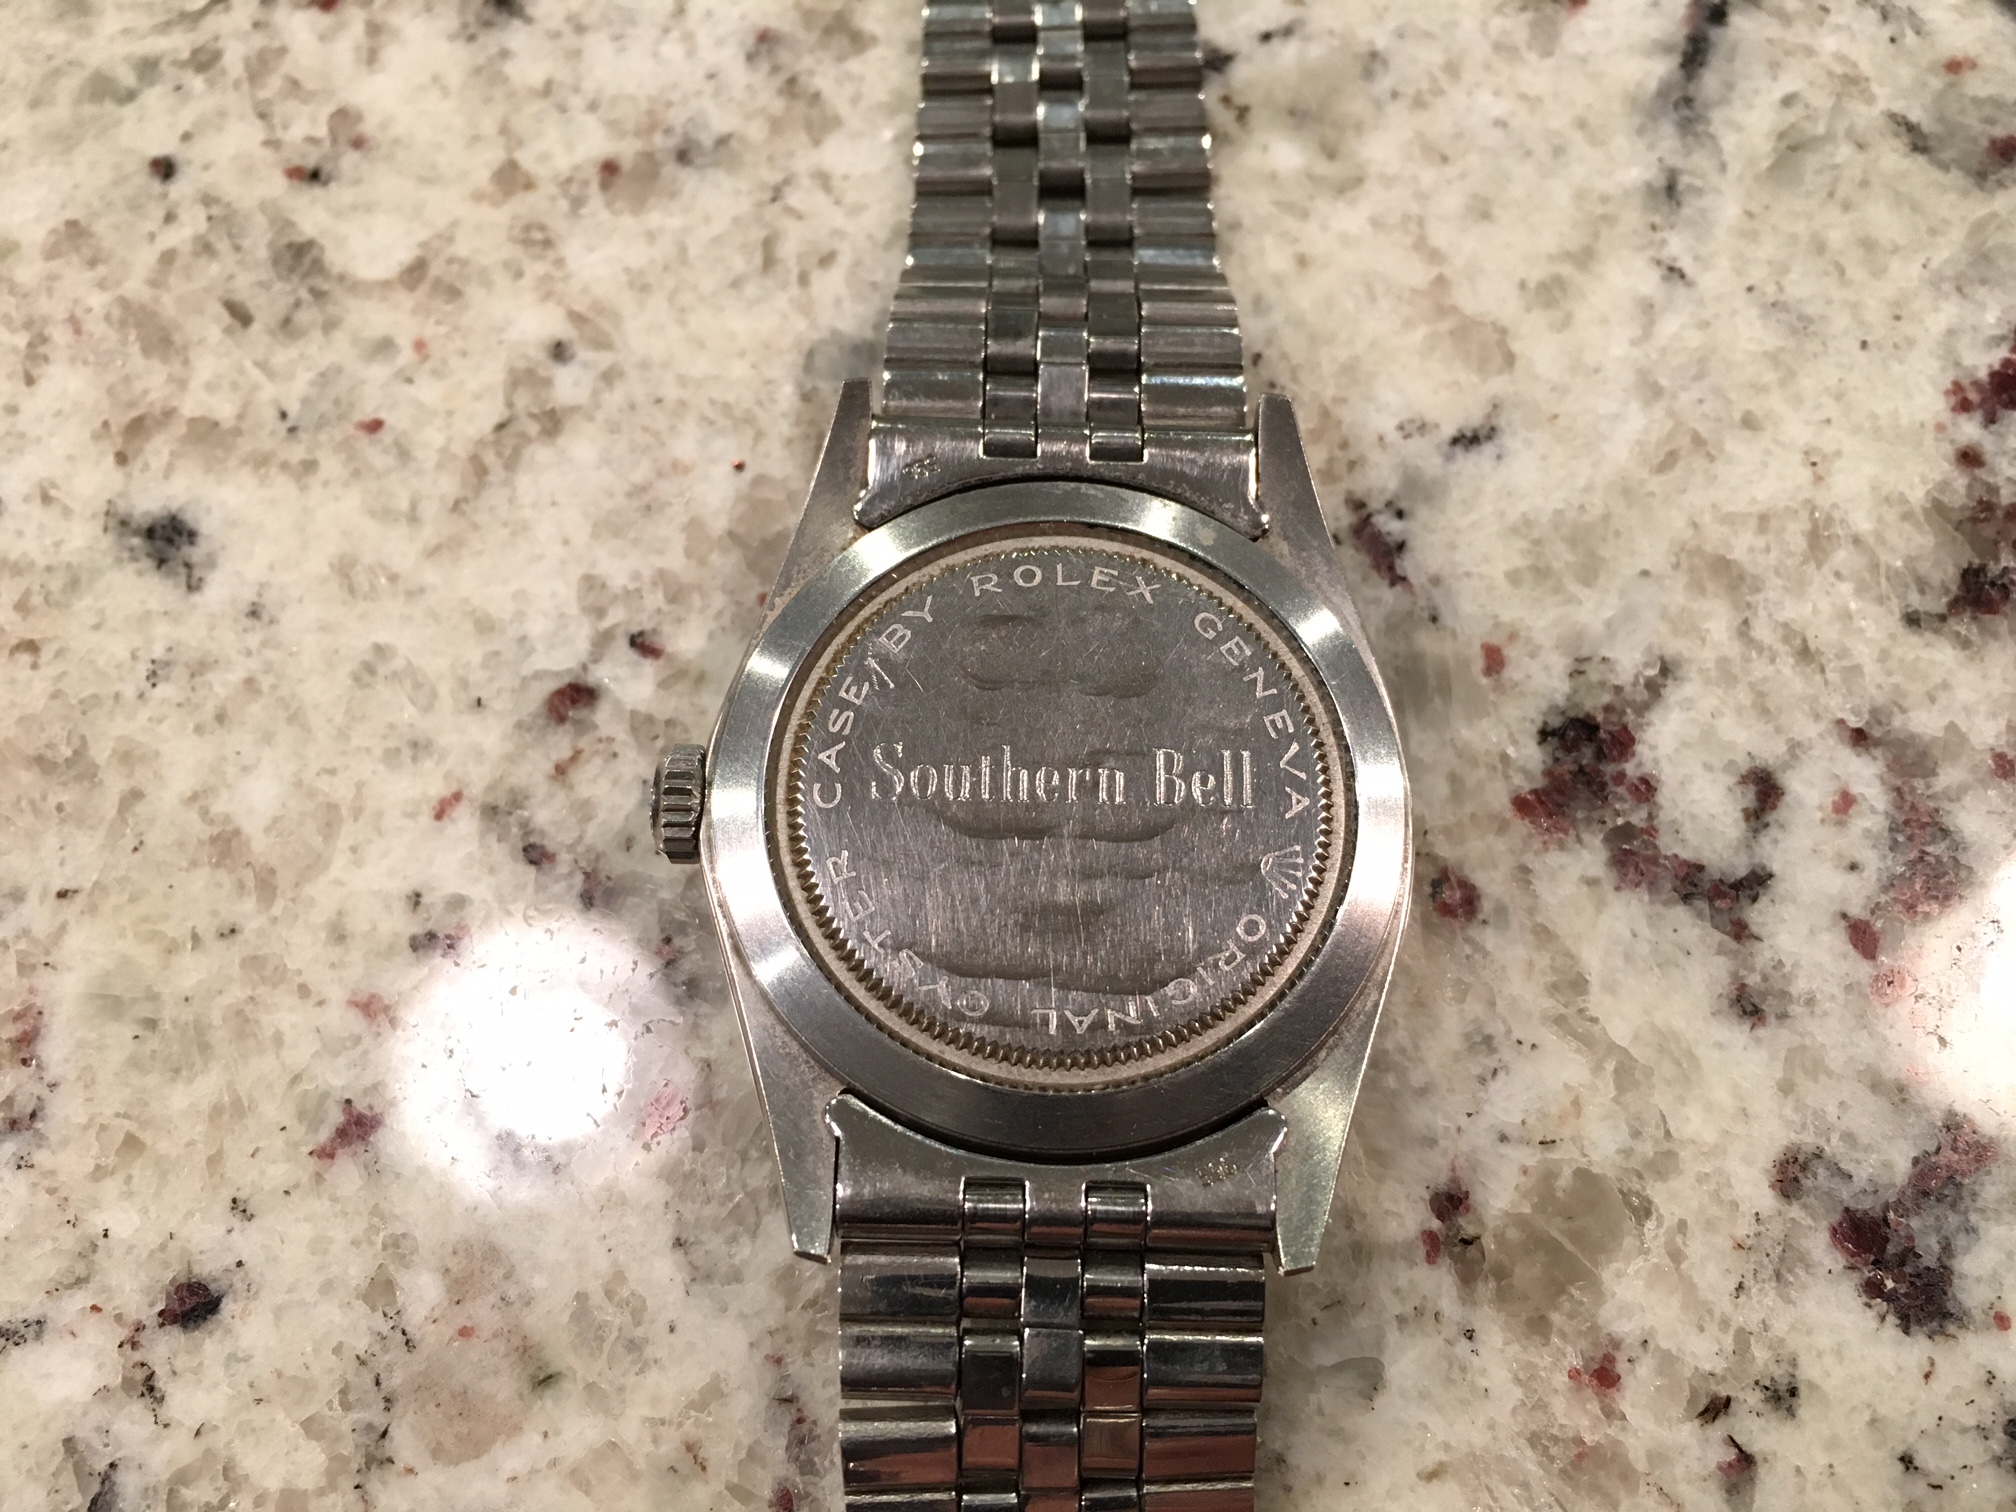 ORIGINAL OYSTER CASE BY ROLEX GENEVA
Southern Bell